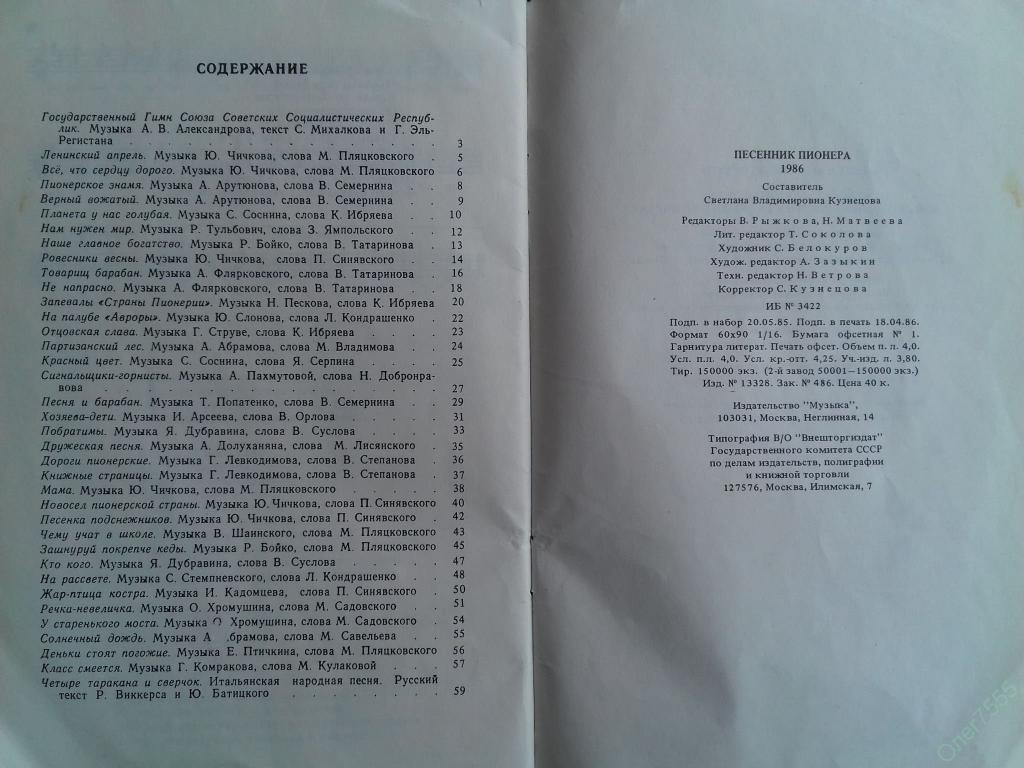 СОДЕРЖАНИЕ
Государственный Гимн Союза Советских Социалистических Респуб-
лик. Музыка А. В. Александрова, текст С. Михалкова и Г. Эль-
Регистана . . . . . . . . . . . . 3
Ленинский апрель. Музыка Ю. Чичкова, слова М. Пляцковского . 5
Всё, что сердцу дорого. Музыка Ю. Чичкова, слова М. Пляцковского 6
Пионерское знамя. Музыка А. Арутюнова, слова В. Семернина . . 8
Верный вожатый. Музыка А. Арутюнова, слова В. Семернина . . 9
Планета у нас голубая. Музыка С. Соснина, слова К. Ибряева . 10
Нам нужен мир. Музыка Р. Тульбович, слова З. Ямпольского . 12
Наше главное богатство. Музыка Р. Бойко, слова В. Татаринова . 13
Ровесники весны. Музыка Ю. Чичкова, слова П. Синявского . . 14
Товарищ барабан. Музыка А. Флярковского, слова В. Татаринова . 16
Не напрасно. Музыка А. Флярковского, слова В. Татаринова . . 18
Запевалы «Страны Пионерии». Музыка Н. Пескова, слова К. Ибряева 20
На палубе «Авроры». Музыка Ю. Слонова, слова Л. Кондрашенко . 22
Отцовская слава. Музыка Г. Струве, слова К. Ибряева . . . . 23
Партизанский лес. Музыка А. Абрамова, слова М. Владимова . . 24
Красный цвет. Музыка С. Соснина, слова Я. Серпина . . . . 25
Сигнальщики-горнисты. Музыка А. Пахмутовой, слова Н. Добронра-
вова . . . . . . . . . . . . . . 27
Песня и барабан. Музыка Т. Попатенко, слова В. Семернина . . 29
Хозяева-дети. Музыка И. Арсеева, слова В. Орлова . . . . . 31
Побратимы. Музыка Я. Дубравина, слова В. Суслова . . . . 33
Дружеская песня. Музыка А. Долуханяна, слова М. Лисянского . 35
Дороги пионерские. Музыка Г. Левкодимова, слова В. Степанова . 36
Книжные страницы. Музыка Г. Левкодимова, слова В. Степанова . 37
Мама. Музыка Ю. Чичкова, слова М. Пляцковского . . . . . 38
Новосел пионерской страны. Музыка Ю. Чичкова, слова П. Синявского 40
Песенка подснежников. Музыка Ю. Чичкова, слова П. Синявского . 42
Чему учат в школе. Музыка В. Шаинского, слова М. Пляцковского . 43
Зашнуруй покрепче кеды. Музыка Р. Бойко, слова М. Пляцковского 45
Кто кого. Музыка Я. Дубравина, слова В. Суслова . . . . . 47
На рассвете. Музыка С. Стемпневского, слова Л. Кондрашенко . . 48
Жар-птица костра. Музыка И. Кадомцева, слова П. Синявского . 50
Речка-невеличка. Музыка О. Хромушина, слова М. Садовского . . 51
У старенького моста. Музыка О Хромушина, слова М. Садовского . 54
Солнечный дождь. Музыка А .брамова, слова М. Савельева . . 55
Деньки стоят погожие. Музыка Е. Птичкина, слова М. Пляцковского 56
Класс смеется. Музыка Г. Комракова, слова М. Кулаковой . . . 57
Четыре таракана и сверчок. Итальянская народная песня. Русский
текст Р. Виккерса и Ю. Батицкого . . . . . . . 59
ПЕСЕННИК ПИОНЕРА
1986
Составитель
Светлана Владимировна Кузнецова
Редакторы В. Рыжкова, Н. Матвеева
Лит. редактор Т. Соколова
Художник С. Белокуров
Худож. редактор А. Зазыкин
Техн. редактор Н. Ветрова
Корректор С. Кузнецова
ИБ № 3422
Подп. в набор 20.05.85. Подп. в печать 18.04.86.
Формат 60х90 1/16. Бумага офсетная № 1.
Гарнитура литерат. Печать офсет. Объем п. л. 4,0.
Усл. п.л. 4,0. Усл. кр.-отт. 4,25. Уч.-изд. л. 3,80.
Тир. 150000 экз. (2-й завод 50001—150000 экз.)
Изд. № 13328. Зак. № 486. Цена 40 к.
Издательство "Музыка",
103031, Москва, Неглинная, 14
Типография В/О "Внешторгиздат"
Государственного комитета СССР
по делам издательств, полиграфии
и книжной торговли
127576, Москва, Илимская, 7
Олег7555